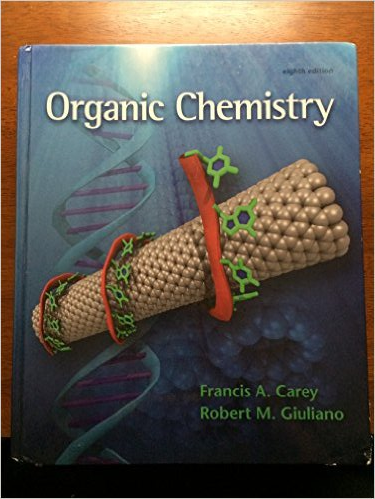 eighth edition
Organic Chemistry
Francis A. Carey
Robert M. Giuliano